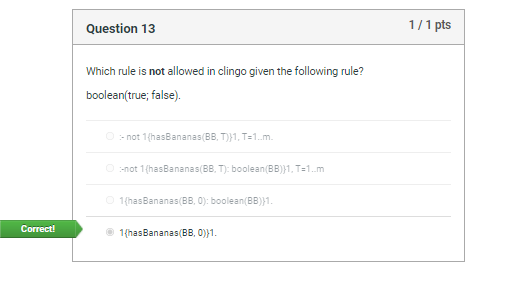 Question 13
1 / 1 pts
Which rule is not allowed in clingo given the following rule?
boolean(true; false).
:- not 1{hasBananas(BB, T)}1, T=1..m.
:-not 1{hasBananas(BB, T): boolean(BB)}1, T=1..m
1{hasBananas(BB, 0): boolean(BB)}1.
Correct!
1{hasBananas(BB, 0)}1.